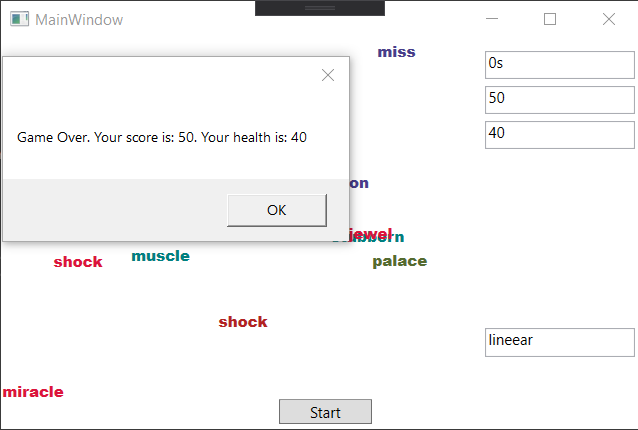 MainWindow
miss
0s
50
Game Over. Your score is: 50. Your health is: 40
40
on
OK
jewel
muscle
shock
palace
shock
lineear
miracle
Start